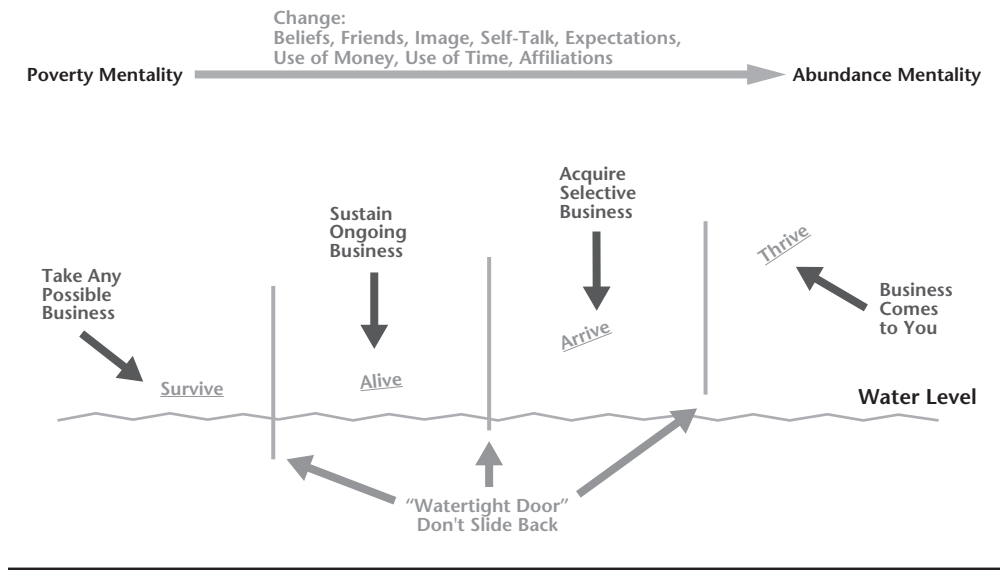 Change:
Beliefs, Friends, Image, Self-Talk, Expectations,
Use of Money, Use of Time, Affiliations
Poverty Mentality
Abundance Mentality
Take Any
Possible
Business
Sustain
Ongoing
Business
Acquire
Selective
Business
Business
Comes
to You
Survive
Alive
Arrive
Thrive
Water Level
“Watertight Door”
Don't Slide Back